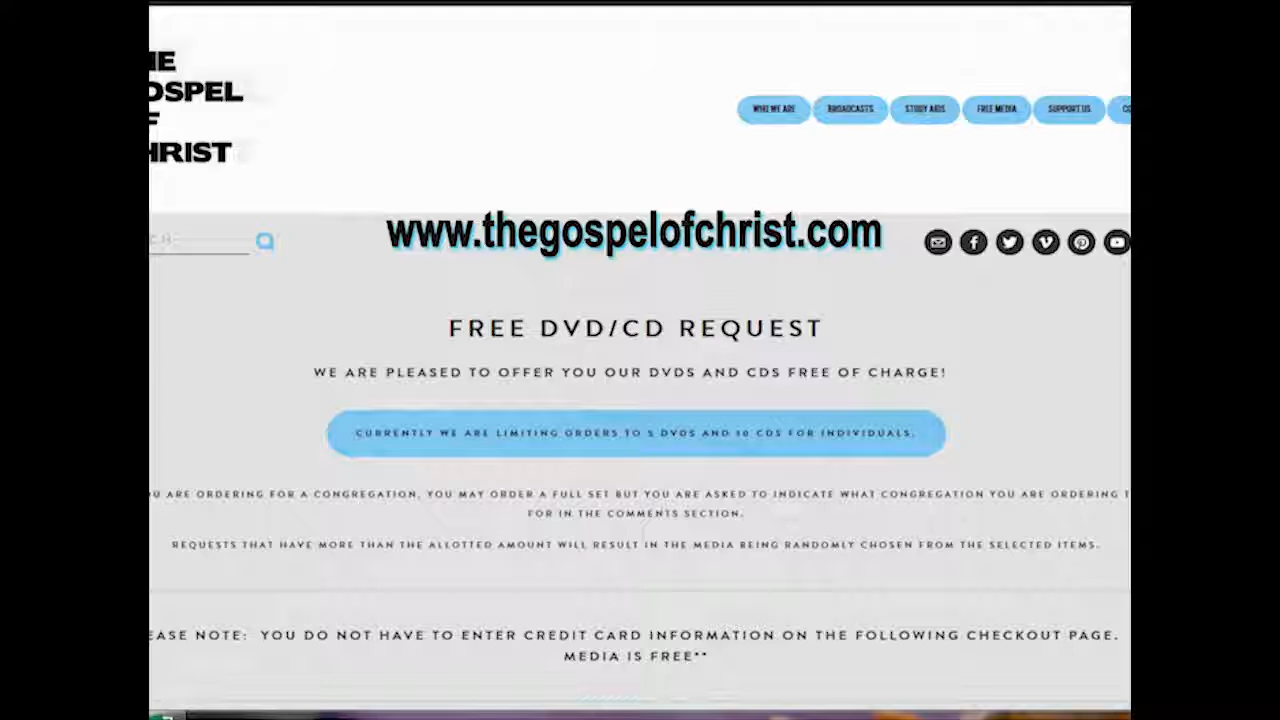 HE
OSPEL
OF
HRIST
WHO WE ARE
BROADCASTS
STUDY AIDS
FREE MEDIA
SUPPORT US
CO
CH
www.thegospelofchrist.com
FREE DVD/CD REQUEST
WE ARE PLEASED TO OFFER YOU OUR DVDS AND CDS FREE OF CHARGE!
CURRENTLY WE ARE LIMITING ORDERS TO 5 DVDS AND 10 CDS FOR INDIVIDUALS.
OU ARE ORDERING FOR A CONGREGATION, YOU MAY ORDER A FULL SET BUT YOU ARE ASKED TO INDICATE WHAT CONGREGATION YOU ARE ORDERING T
FOR IN THE COMMENTS SECTION.
REQUESTS THAT HAVE MORE THAN THE ALLOTTED AMOUNT WILL RESULT IN THE MEDIA BEING RANDOMLY CHOSEN FROM THE SELECTED ITEMS.
EASE NOTE: YOU DO NOT HAVE TO ENTER CREDIT CARD INFORMATION ON THE FOLLOWING CHECKOUT PAGE.
MEDIA IS FREE**